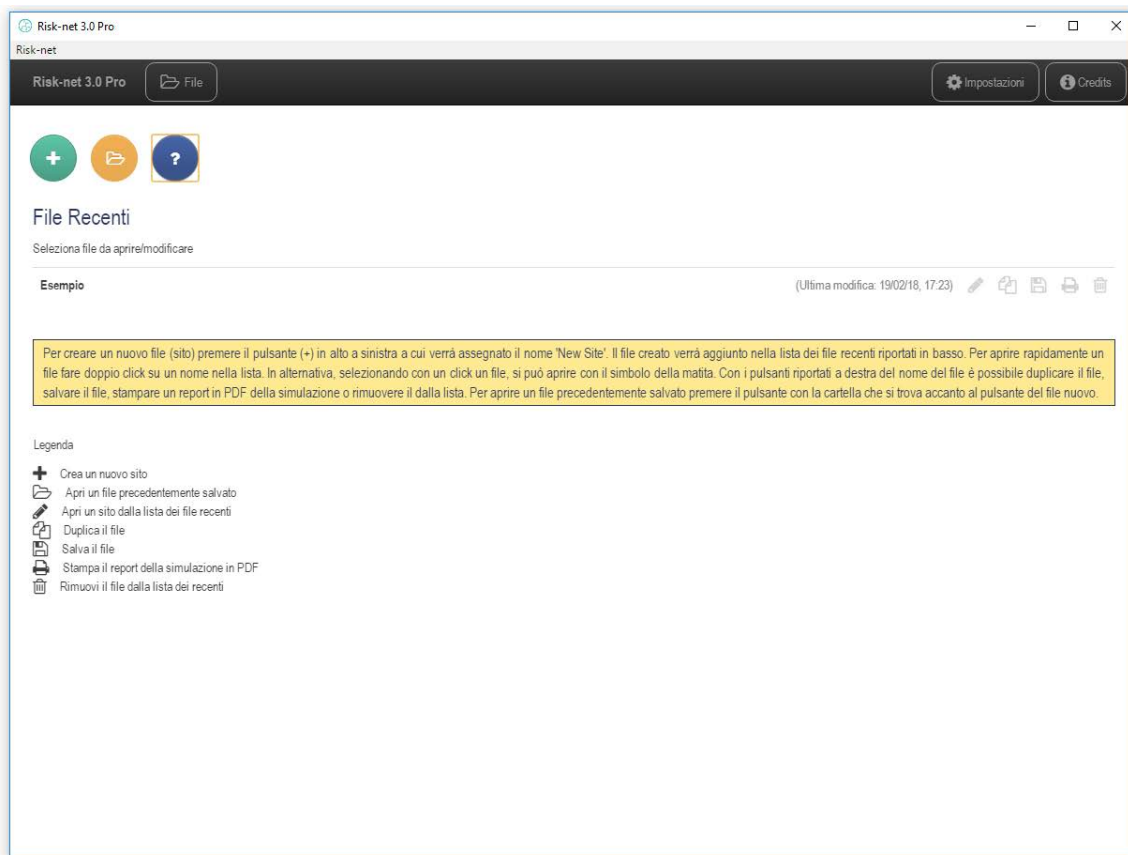 Risk-net 3.0 Pro
Risk-net
Risk-net 3.0 Pro File Impostazioni Credits
File Recenti
Seleziona file da aprire/modificare
Esempio (Ultima modifica: 19/02/18, 17:23)
Per creare un nuovo file (sito) premere il pulsante (+) in alto a sinistra a cui verrà assegnato il nome 'New Site'. Il file creato verrà aggiunto nella lista dei file recenti riportati in basso. Per aprire rapidamente un
file fare doppio click su un nome nella lista. In alternativa, selezionando con un click un file, si può aprire con il simbolo della matita. Con i pulsanti riportati a destra del nome del file è possibile duplicare il file,
salvare il file, stampare un report in PDF della simulazione o rimuovere il dalla lista. Per aprire un file precedentemente salvato premere il pulsante con la cartella che si trova accanto al pulsante del file nuovo.
Legenda
Crea un nuovo sito
Apri un file precedentemente salvato
Apri un sito dalla lista dei file recenti
Duplica il file
Salva il file
Stampa il report della simulazione in PDF
Rimuovi il file dalla lista dei recenti